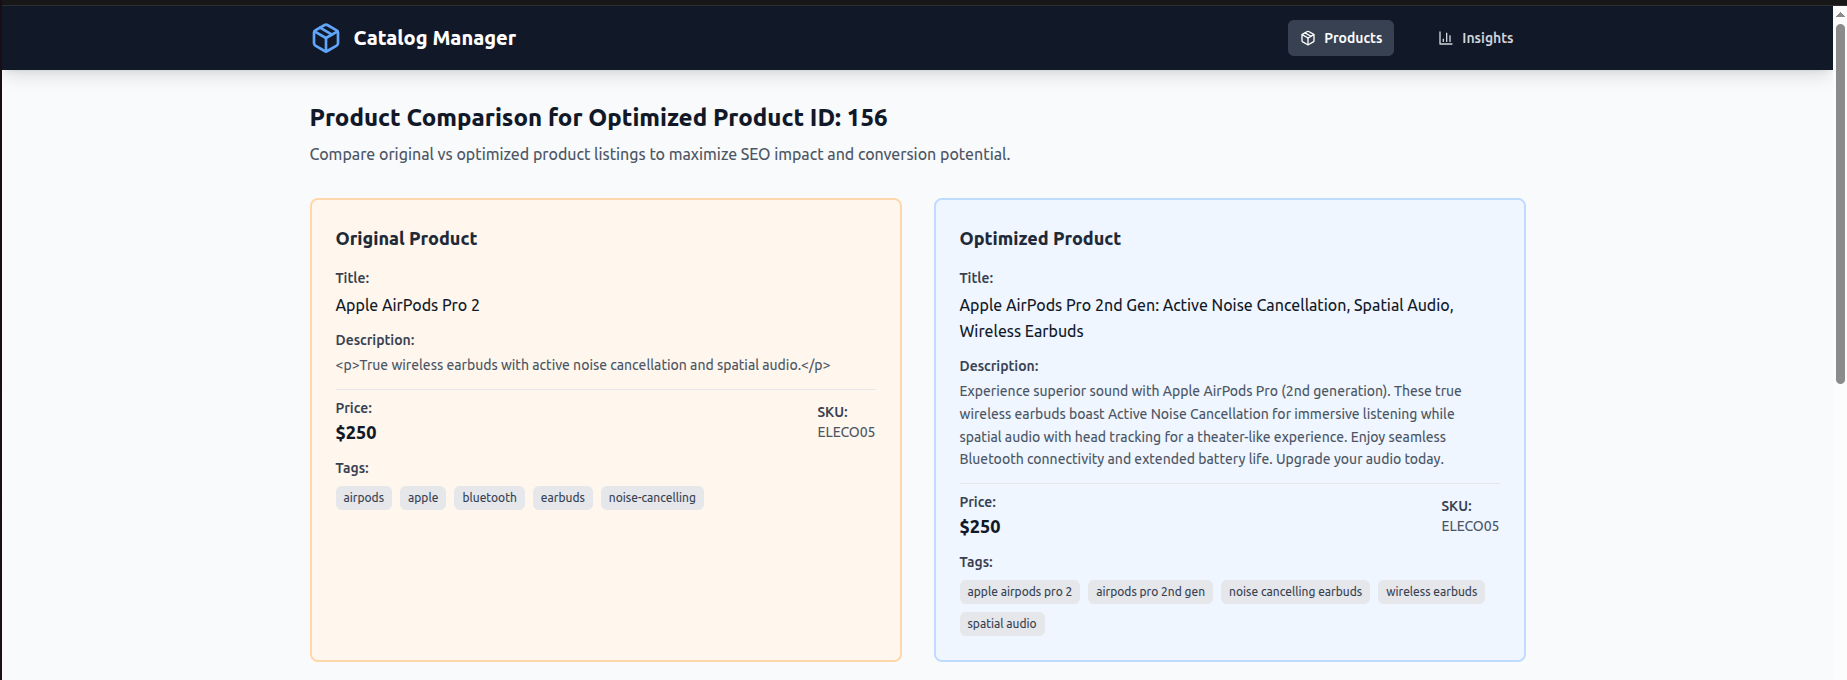 Catalog Manager
Products
Insights
Product Comparison for Optimized Product ID: 156
Compare original vs optimized product listings to maximize SEO impact and conversion potential.
Original Product
Title:
Apple AirPods Pro 2
Description:
<p>True wireless earbuds with active noise cancellation and spatial audio.</p>
Price:
$250
SKU:
ELECO05
Tags:
airpods
apple
bluetooth
earbuds
noise-cancelling
Optimized Product
Title:
Apple AirPods Pro 2nd Gen: Active Noise Cancellation, Spatial Audio,
Wireless Earbuds
Description:
Experience superior sound with Apple AirPods Pro (2nd generation). These true
wireless earbuds boast Active Noise Cancellation for immersive listening while
spatial audio with head tracking for a theater-like experience. Enjoy seamless
Bluetooth connectivity and extended battery life. Upgrade your audio today.
Price:
$250
SKU:
ELECO05
Tags:
apple airpods pro 2
airpods pro 2nd gen
noise cancelling earbuds
wireless earbuds
spatial audio